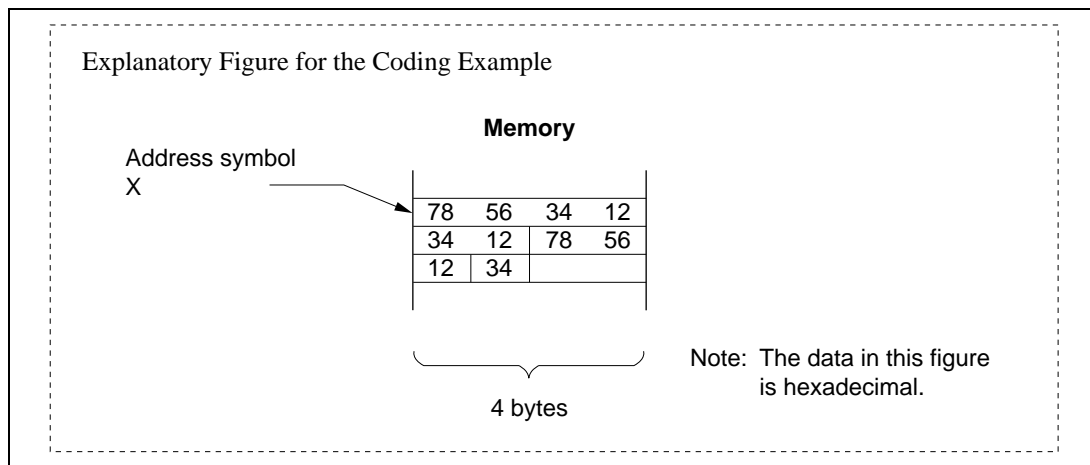 Explanatory Figure for the Coding Example
Memory
Address symbol
X
78 56 34 12
34 12 78 56
12 34
Note: The data in this figure
is hexadecimal.
4 bytes